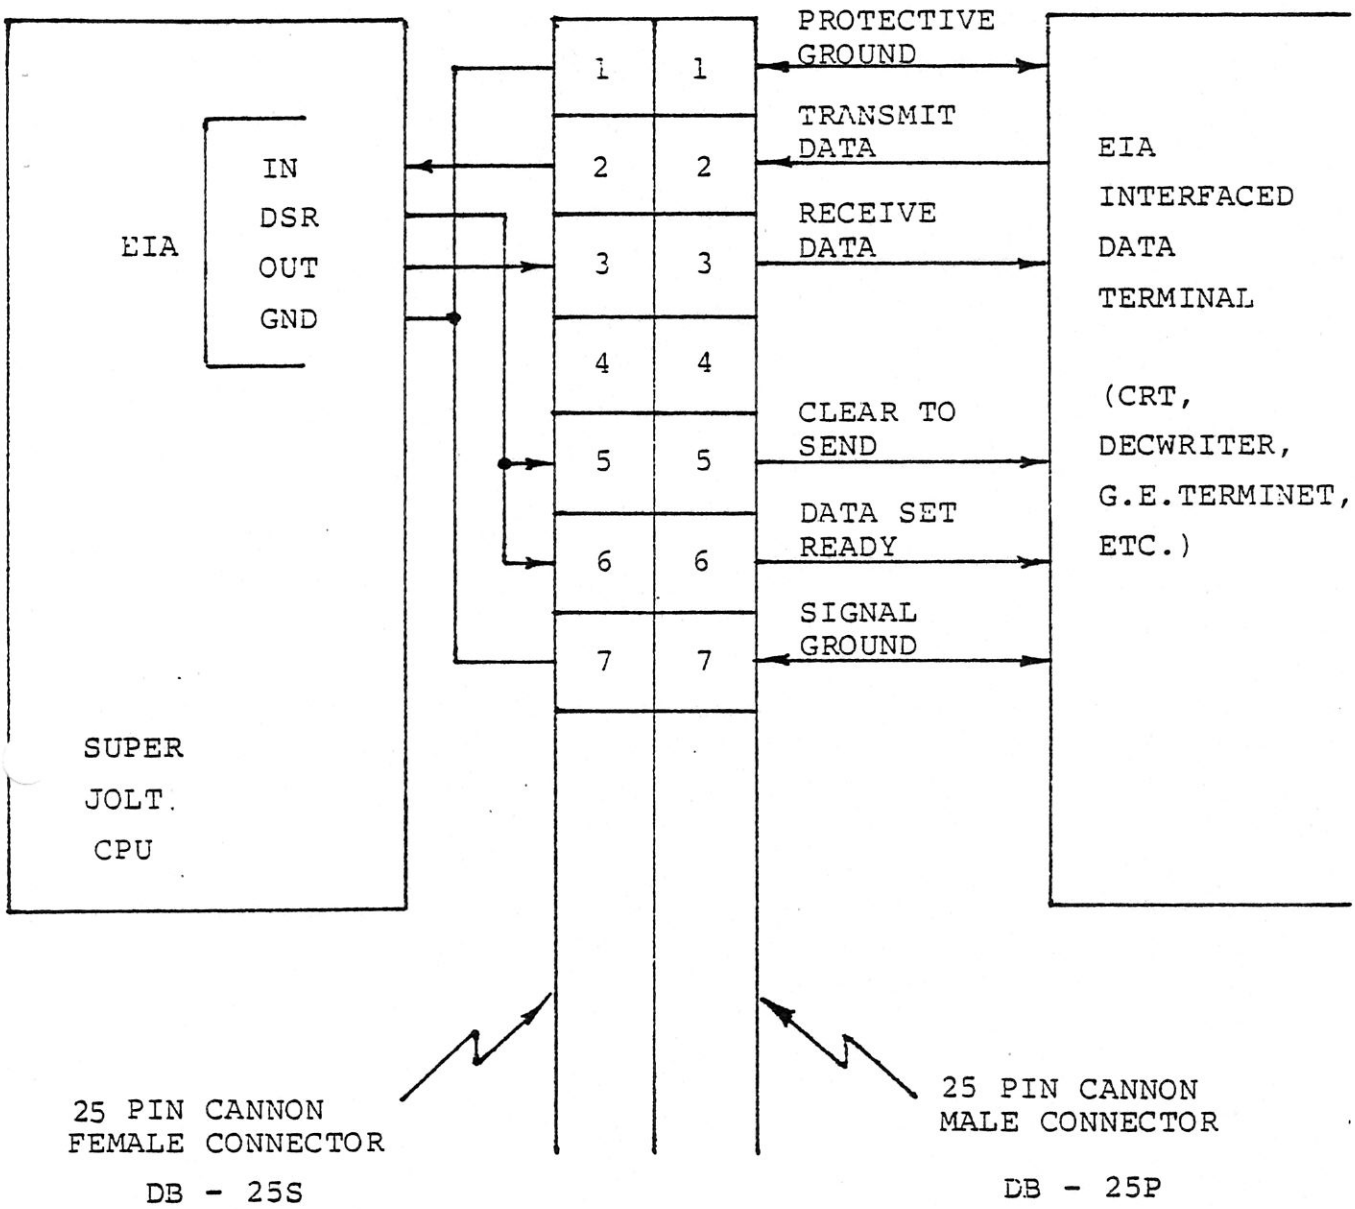 EIA
IN
DSR
OUT
GND
SUPER
JOLT
CPU
1 1
2 2
3 3
4 4
5 5
6 6
7 7
PROTECTIVE
GROUND
TRANSMIT
DATA
RECEIVE
DATA
CLEAR TO
SEND
DATA SET
READY
SIGNAL
GROUND
EIA
INTERFACED
DATA
TERMINAL
(CRT,
DECWRITER,
G.E.TERMINET,
ETC.)
25 PIN CANNON
FEMALE CONNECTOR
DB - 25S
25 PIN CANNON
MALE CONNECTOR
DB - 25P